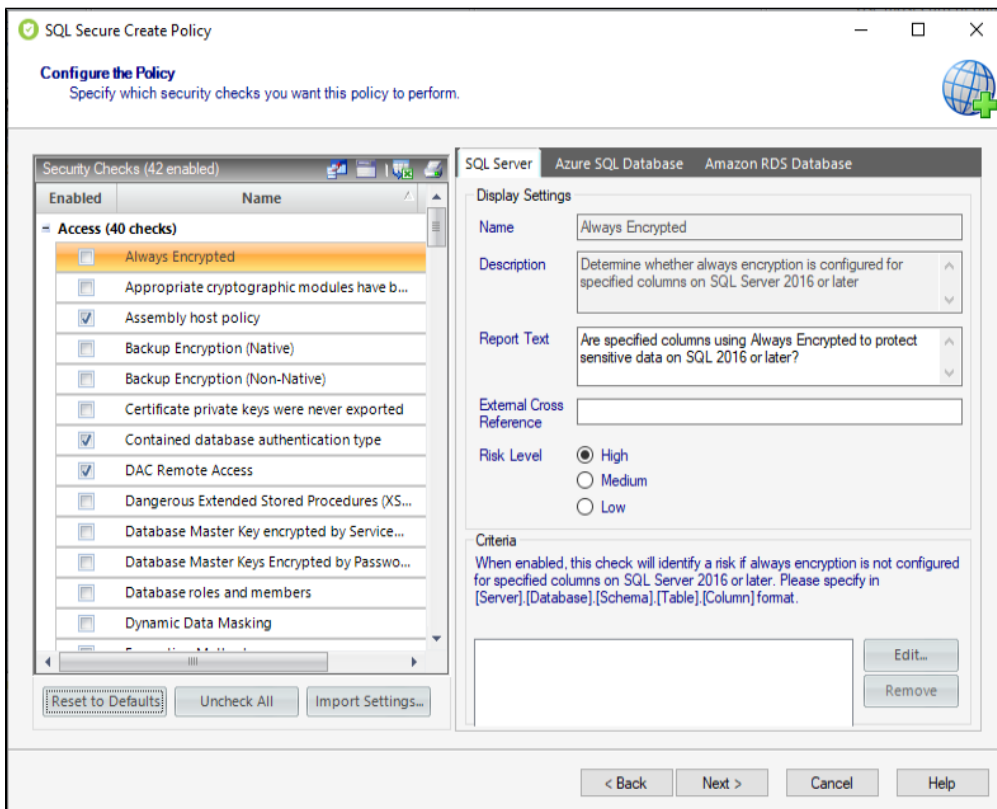 SQL Secure Create Policy
Configure the Policy
Specify which security checks you want this policy to perform.
Security Checks (42 enabled)
Enabled Name
Access (40 checks)
Always Encrypted
Appropriate cryptographic modules have b...
Assembly host policy
Backup Encryption (Native)
Backup Encryption (Non-Native)
Certificate private keys were never exported
Contained database authentication type
DAC Remote Access
Dangerous Extended Stored Procedures (XS...
Database Master Key encrypted by Service...
Database Master Keys Encrypted by Passwo...
Database roles and members
Dynamic Data Masking
Reset to Defaults Uncheck All Import Settings...
SQL Server Azure SQL Database Amazon RDS Database
Display Settings
Name Always Encrypted
Description Determine whether always encryption is configured for
specified columns on SQL Server 2016 or later
Report Text Are specified columns using Always Encrypted to protect
sensitive data on SQL 2016 or later?
External Cross
Reference
Risk Level High
Medium
Low
Criteria
When enabled, this check will identify a risk if always encryption is not configured
for specified columns on SQL Server 2016 or later. Please specify in
[Server].[Database].[Schema].[Table].[Column] format.
Edit...
Remove
< Back Next > Cancel Help